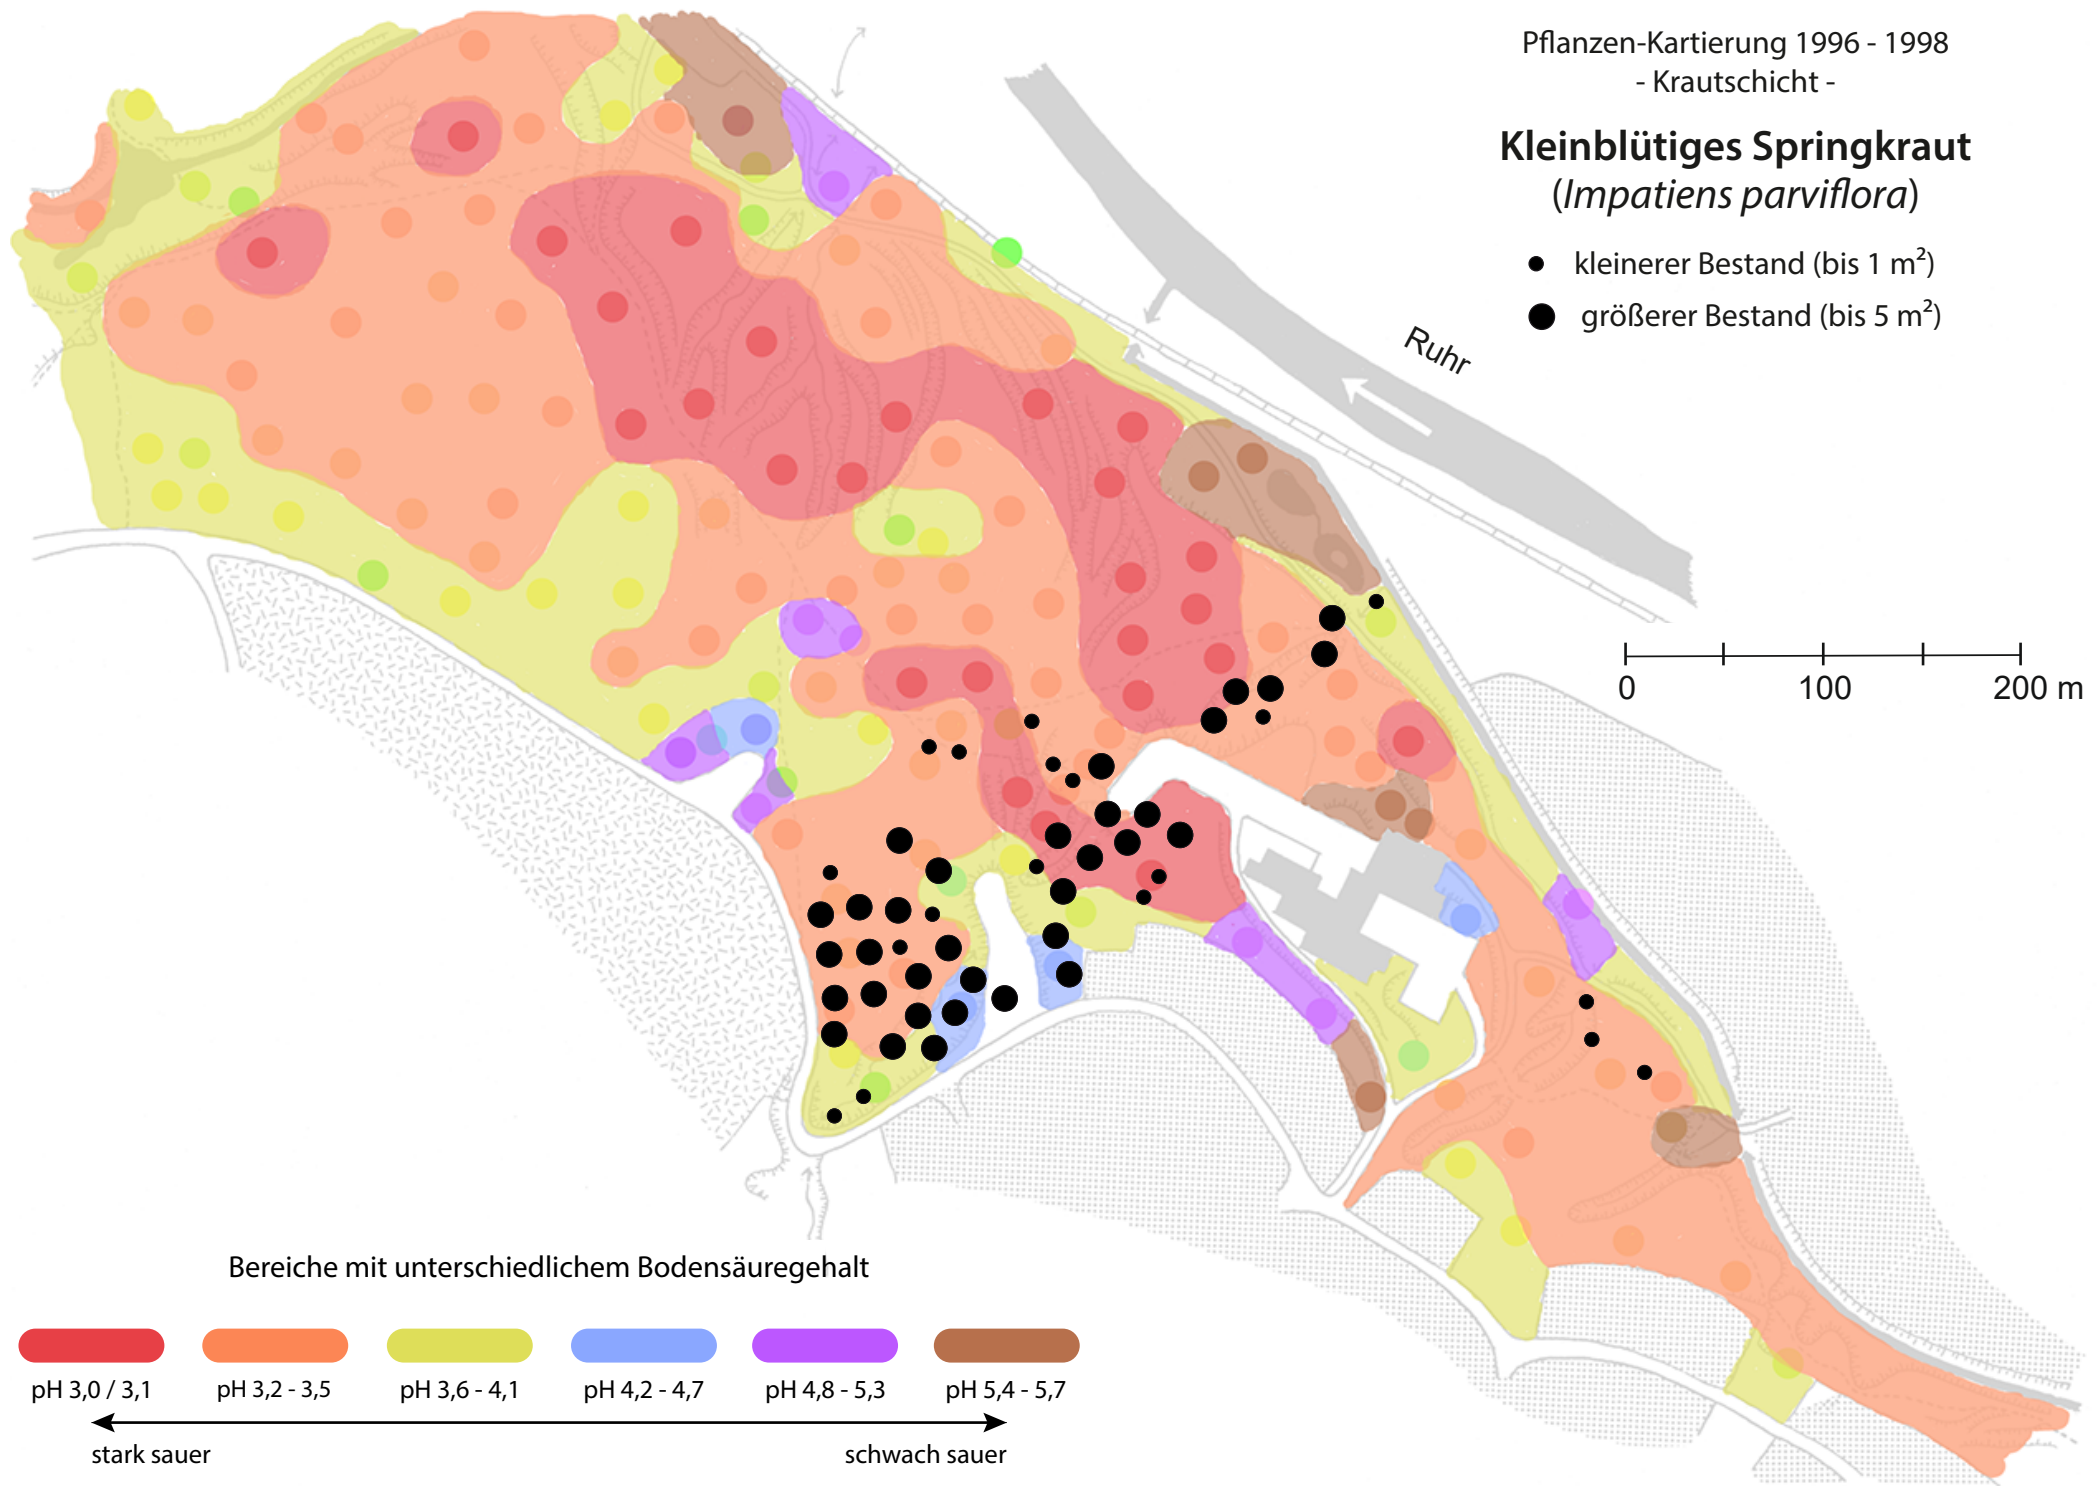 Pflanzen-Kartierung 1996 - 1998
- Krautschicht -
Kleinblütiges Springkraut
(Impatiens parviflora)
kleinerer Bestand (bis 1 m²)
größerer Bestand (bis 5 m²)
Ruhr
0 100 200 m
Bereiche mit unterschiedlichem Bodensäuregehalt
pH 3,0 / 3,1 pH 3,2 - 3,5 pH 3,6 - 4,1 pH 4,2 - 4,7 pH 4,8 - 5,3 pH 5,4 - 5,7
stark sauer schwach sauer